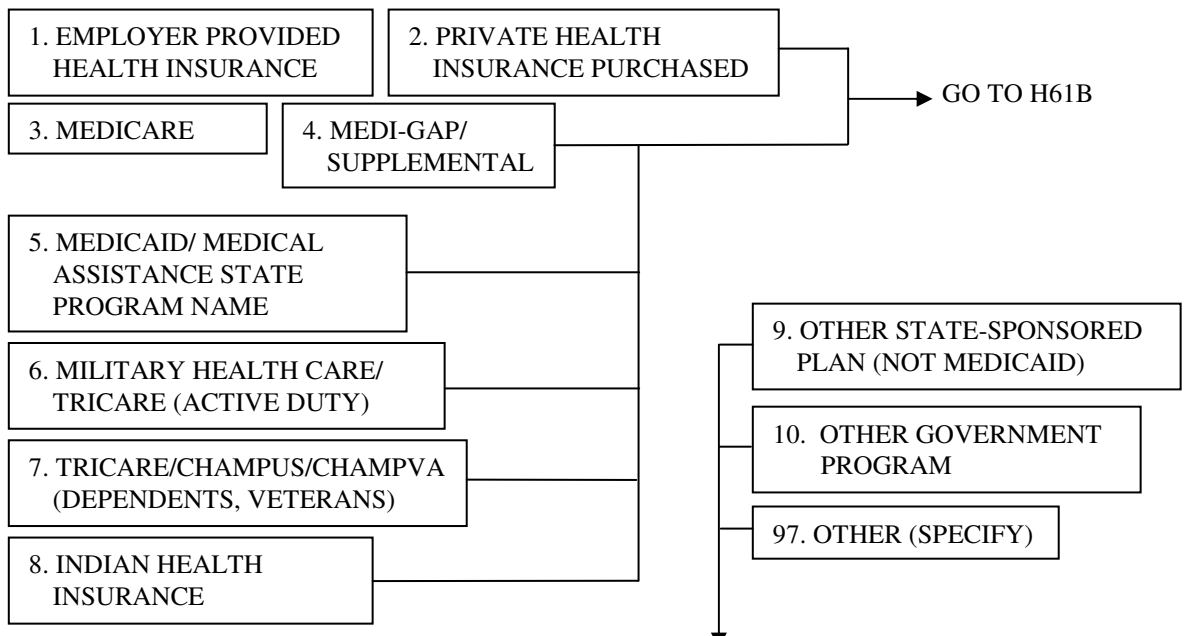 1. EMPLOYER PROVIDED
HEALTH INSURANCE
2. PRIVATE HEALTH
INSURANCE PURCHASED
GO TO H61B
3. MEDICARE
4. MEDI-GAP/
SUPPLEMENTAL
5. MEDICAID/ MEDICAL
ASSISTANCE STATE
PROGRAM NAME
6. MILITARY HEALTH CARE/
TRICARE (ACTIVE DUTY)
7. TRICARE/CHAMPUS/CHAMPVA
(DEPENDENTS, VETERANS)
8. INDIAN HEALTH
INSURANCE
9. OTHER STATE-SPONSORED
PLAN (NOT MEDICAID)
10. OTHER GOVERNMENT
PROGRAM
97. OTHER (SPECIFY)